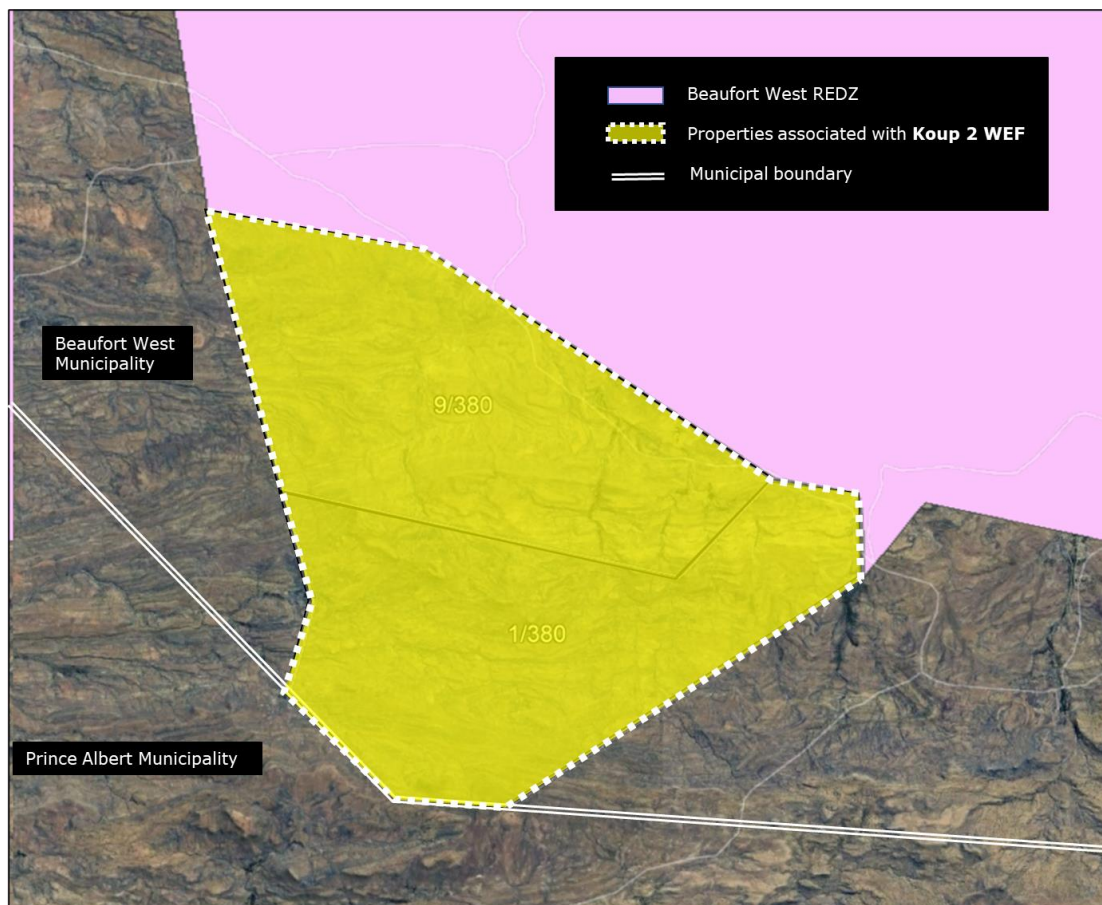 Beaufort West REDZ
Properties associated with Koup 2 WEF
Municipal boundary
Beaufort West
Municipality
9/380
1/380
Prince Albert Municipality